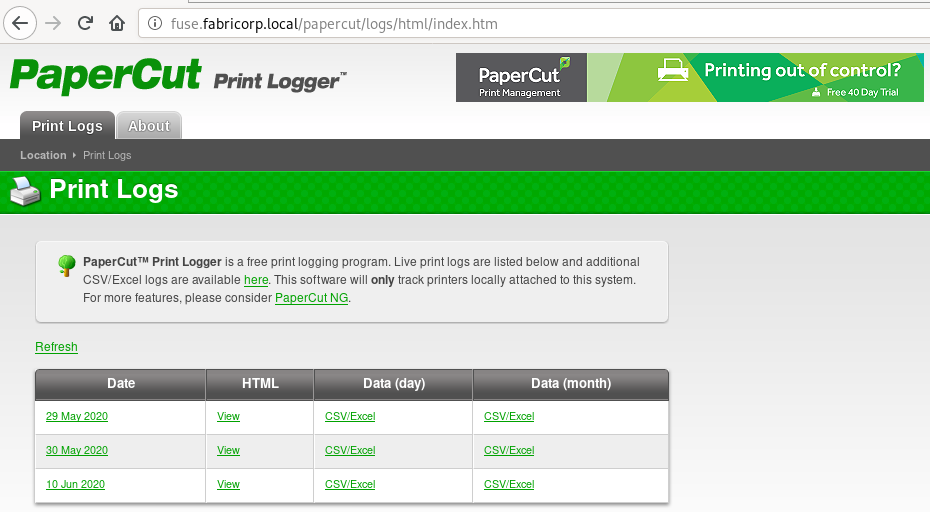 fuse.fabricorp.local/papercut/logs/html/index.htm
PaperCut Print Logger™
PaperCut Print Management
Printing out of control?
Free 40 Day Trial
Print Logs About
Location Print Logs
Print Logs
PaperCut™ Print Logger is a free print logging program. Live print logs are listed below and additional
CSV/Excel logs are available here. This software will only track printers locally attached to this system.
For more features, please consider PaperCut NG.
Refresh
Date HTML Data (day) Data (month)
29 May 2020 View CSV/Excel CSV/Excel
30 May 2020 View CSV/Excel CSV/Excel
10 Jun 2020 View CSV/Excel CSV/Excel